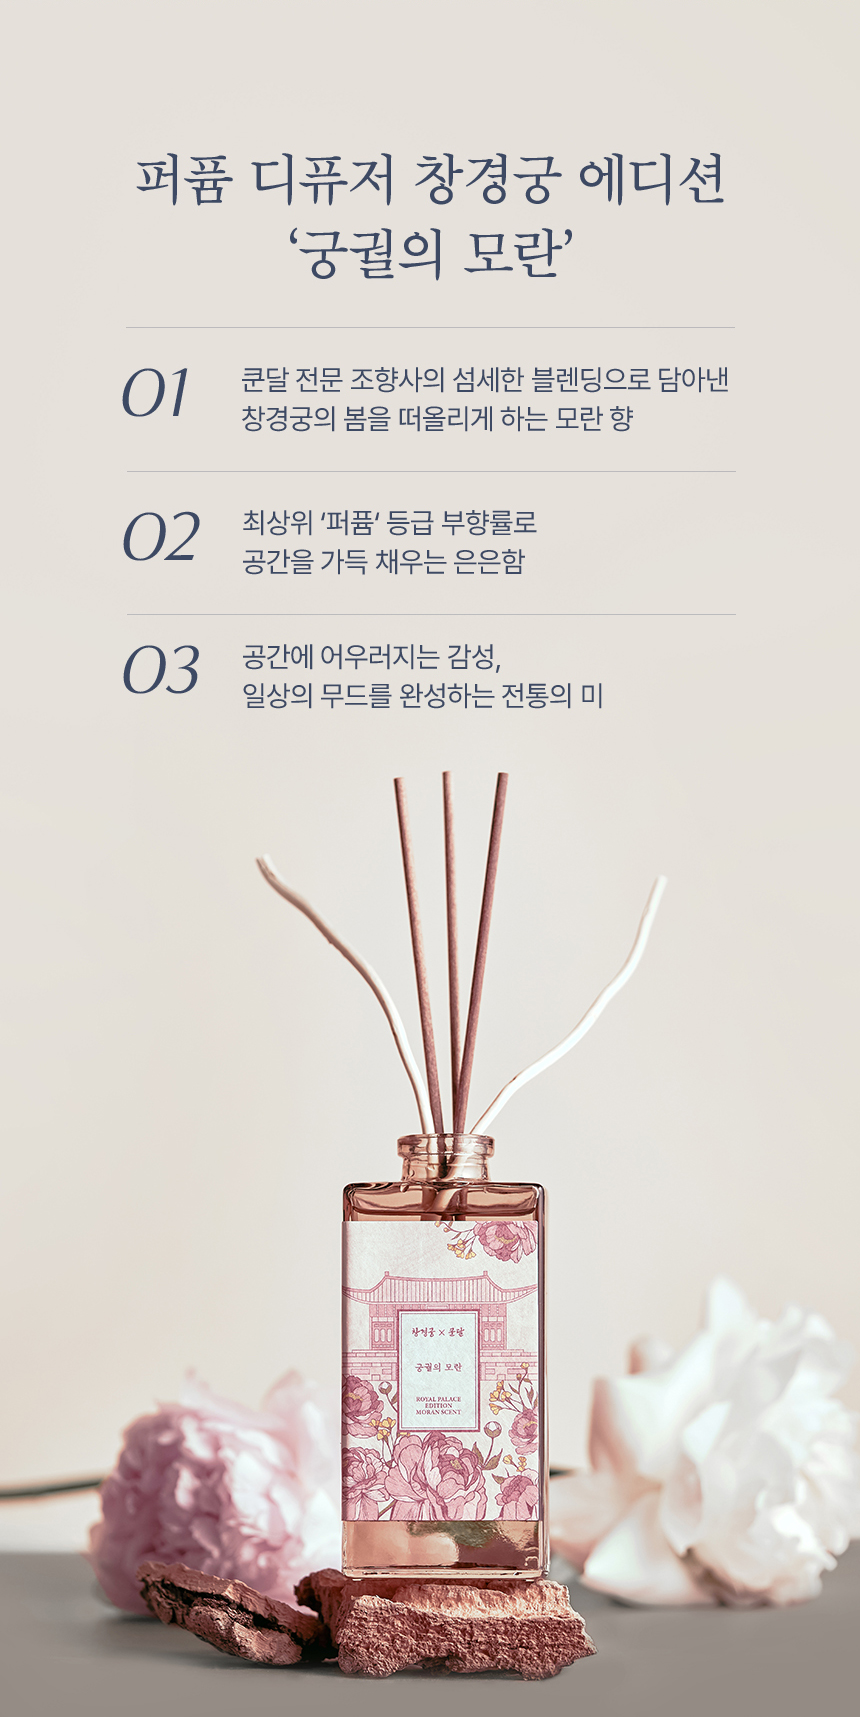 퍼퓸 디퓨저 창경궁 에디션
‘궁궐의 모란’
01
쿤달 전문 조향사의 섬세한 블렌딩으로 담아낸
창경궁의 봄을 떠올리게 하는 모란 향
02
최상위 ‘퍼퓸‘ 등급 부향률로
공간을 가득 채우는 은은함
03
공간에 어우러지는 감성,
일상의 무드를 완성하는 전통의 미
창경궁 × 쿤달
궁궐의 모란
ROYAL PALACE
EDITION
MORAN SCENT